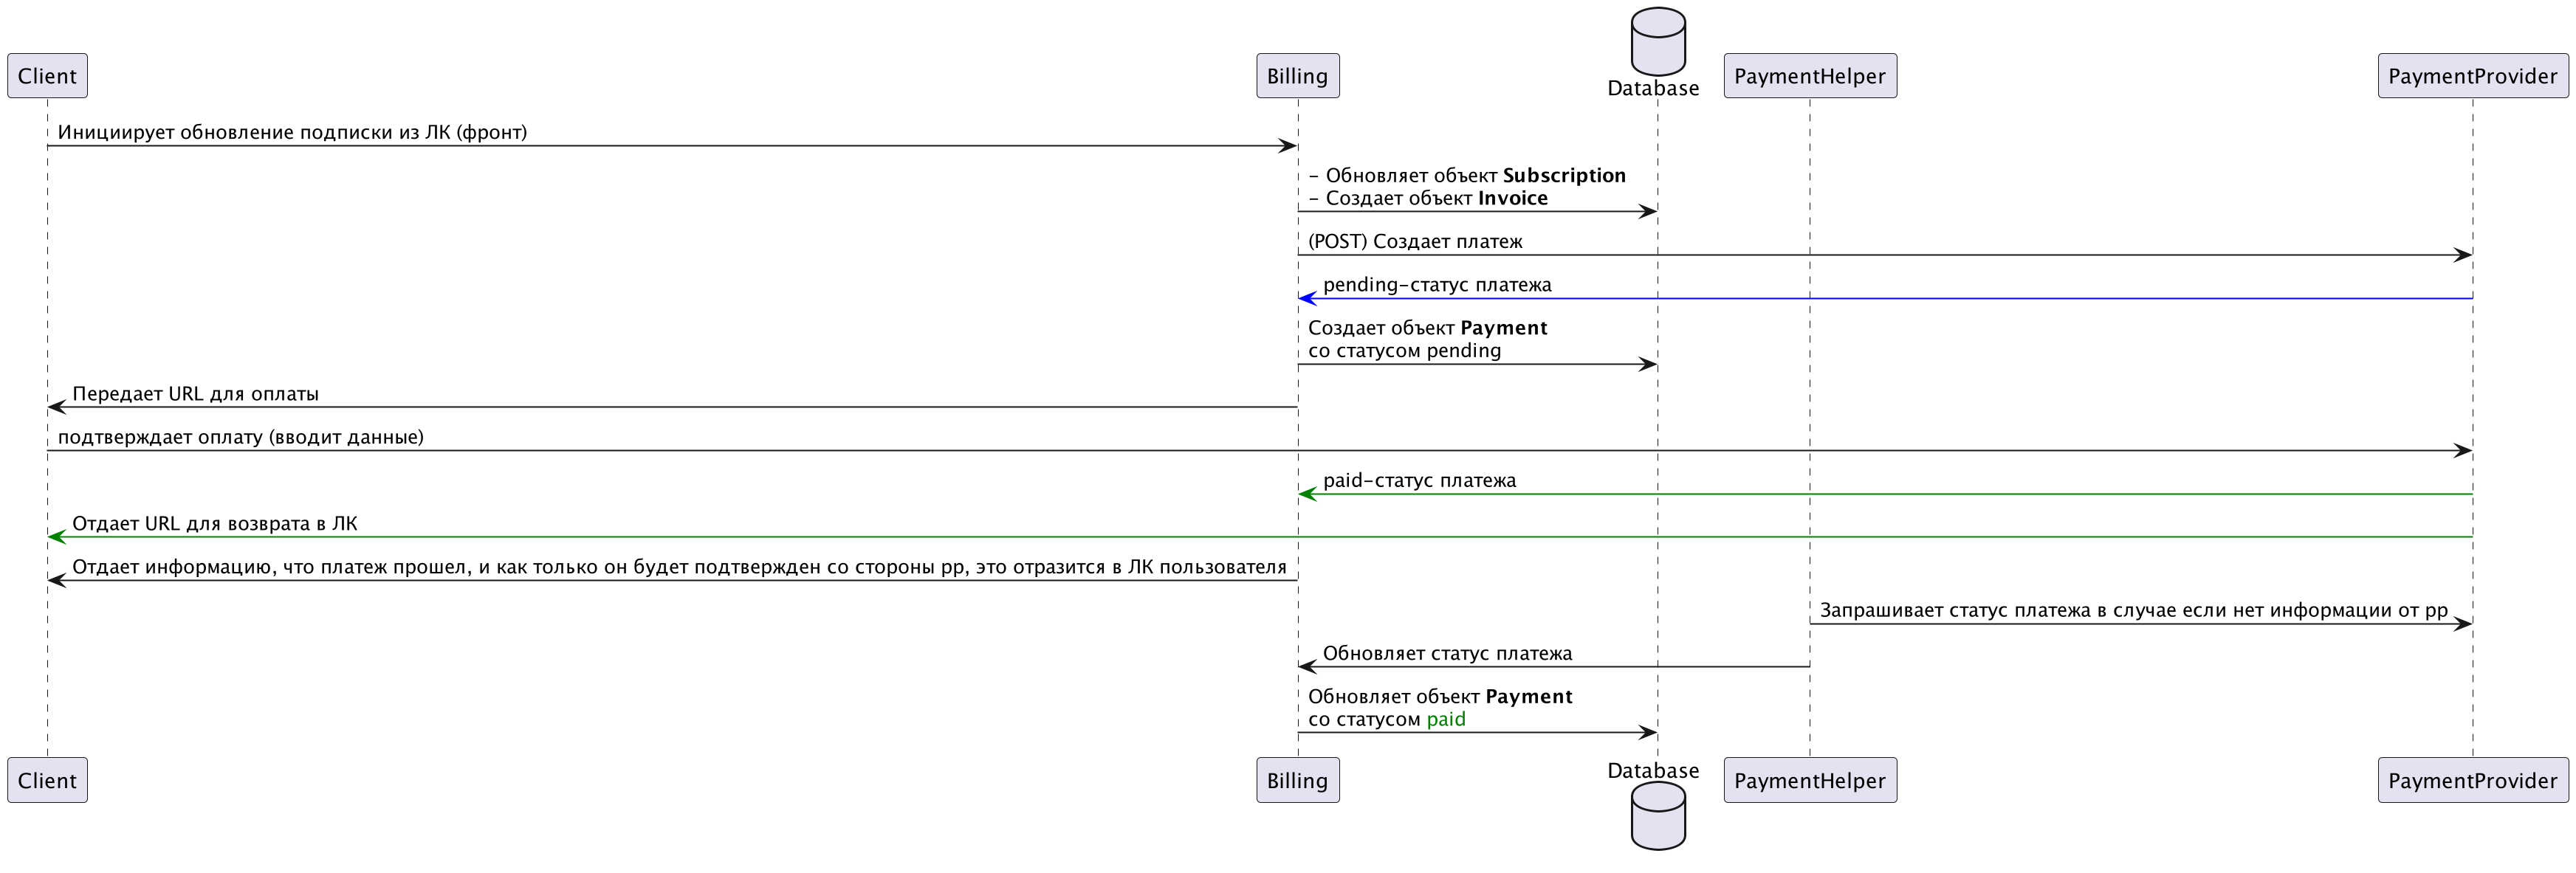 Database
Client
Billing
PaymentHelper
PaymentProvider
Инициирует обновление подписки из ЛК (фронт)
- Обновляет объект Subscription
- Создает объект Invoice
(POST) Создает платеж
pending-статус платежа
Создает объект Payment
со статусом pending
Передает URL для оплаты
подтверждает оплату (вводит данные)
paid-статус платежа
Отдает URL для возврата в ЛК
Отдает информацию, что платеж прошел, и как только он будет подтвержден со стороны pp, это отразится в ЛК пользователя
Запрашивает статус платежа в случае если нет информации от pp
Обновляет статус платежа
Обновляет объект Payment
со статусом paid
Client
Billing
Database
PaymentHelper
PaymentProvider